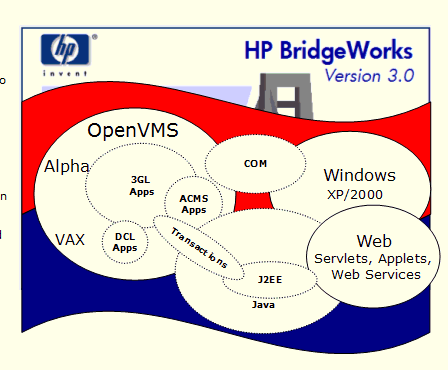 hp
invent
HP BridgeWorks
Version 3.0
o
OpenVMS
Alpha
3GL
Apps
COM
Windows
XP/2000
ACMS
Apps
n
VAX
DCL
Apps
Transactions
Web
Servlets, Applets,
Web Services
J2EE
Java